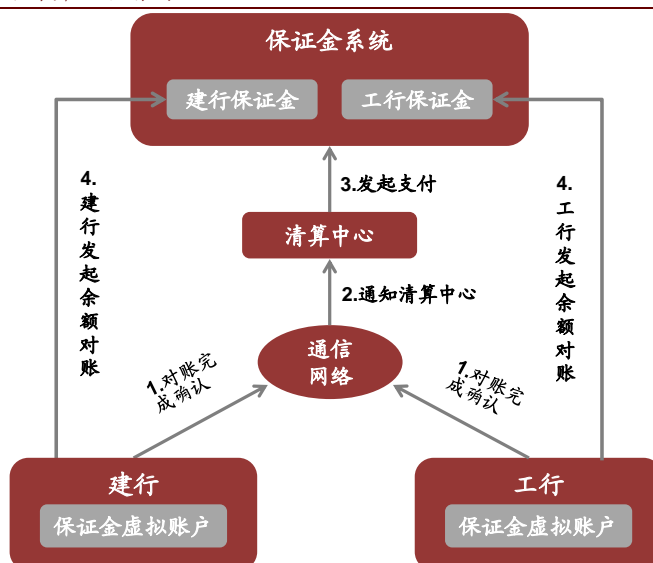 保证金系统
建行保证金
工行保证金
4.
建
行
发
起
余
额
对
账
3.发起支付
4.
工
行
发
起
余
额
对
账
清算中心
2.通知清算中心
通信
网络
1.对账完
成确认
1.对账完
成确认
建行
保证金虚拟账户
工行
保证金虚拟账户